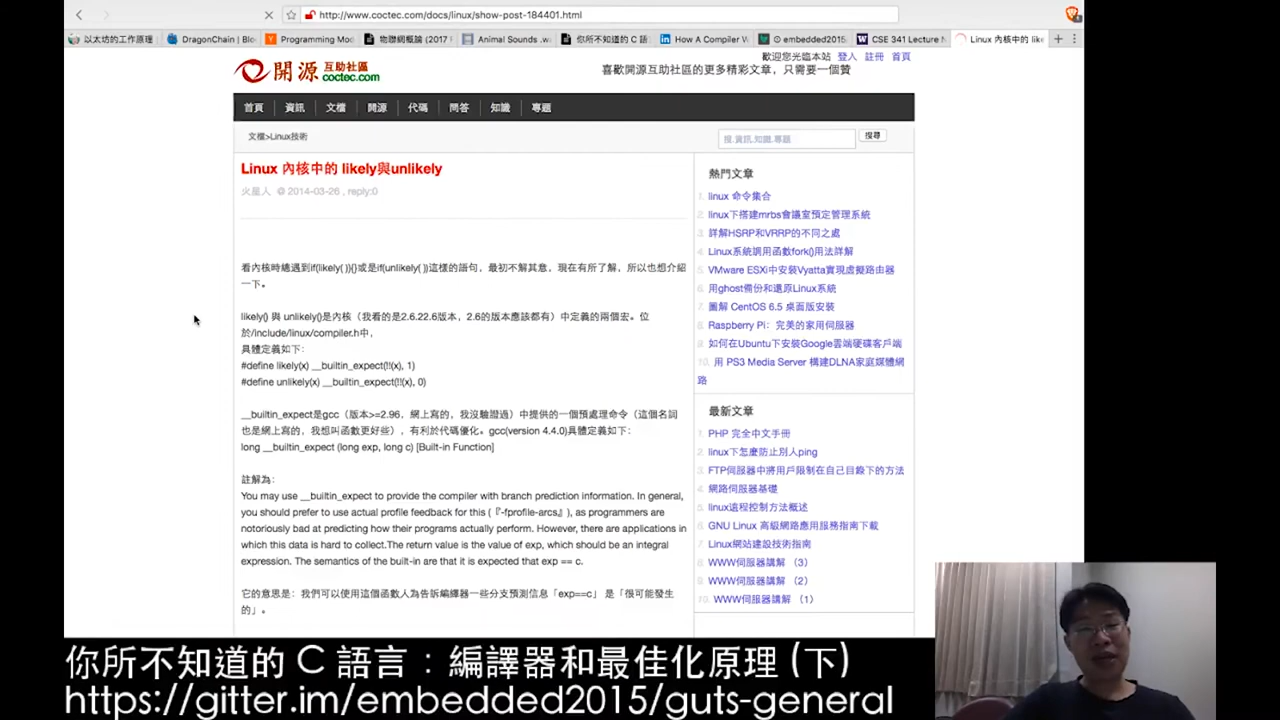 http://www.coctec.com/docs/linux/show-post-184401.html
以太坊的工作原理
DragonChain | Blo
Programming Mod
物聯網概論 (2017
Animal Sounds .wa
你所不知道的 C 語
How A Compiler W
embedded2015
CSE 341 Lecture N
Linux 內核中的 like
歡迎您光臨本站 登入 註冊 首頁
開源 互助社區
coctec.com
喜歡開源互助社區的更多精彩文章，只需要一個贊
首頁 資訊 文檔 開源 代碼 問答 知識 專題
文檔>Linux技術
搜.資訊.知識.專題
搜尋
Linux 內核中的 likely與unlikely
火星人 @ 2014-03-26 , reply:0
看內核時總遇到if(likely( )){}或是if(unlikely( ))這樣的語句，最初不解其意，現在有所了解，所以也想介紹
一下。
likely() 與 unlikely()是內核（我看的是2.6.22.6版本，2.6的版本應該都有）中定義的兩個宏。位
於/include/linux/compiler.h中，
具體定義如下：
#define likely(x) __builtin_expect(!!(x), 1)
#define unlikely(x) __builtin_expect(!!(x), 0)
__builtin_expect是gcc（版本>=2.96，網上寫的，我沒驗證過）中提供的一個預處理命令（這個名詞
也是網上寫的，我想叫函數更好些），有利於代碼優化。gcc(version 4.4.0)具體定義如下：
long __builtin_expect (long exp, long c) [Built-in Function]
註解為：
You may use __builtin_expect to provide the compiler with branch prediction information. In general,
you should prefer to use actual profile feedback for this (『-fprofile-arcs』), as programmers are
notoriously bad at predicting how their programs actually perform. However, there are applications in
which this data is hard to collect.The return value is the value of exp, which should be an integral
expression. The semantics of the built-in are that it is expected that exp == c.
它的意思是：我們可以使用這個函數人為告訴編繹器一些分支預測信息「exp==c」 是「很可能發生
的」。
熱門文章
1. linux 命令集合
2. linux下搭建mrbs會議室預定管理系統
3. 詳解HSRP和VRRP的不同之處
4. Linux系統調用函數fork()用法詳解
5. VMware ESXi中安裝Vyatta實現虛擬路由器
6. 用ghost備份和還原Linux系統
7. 圖解 CentOS 6.5 桌面版安裝
8. Raspberry Pi：完美的家用伺服器
9. 如何在Ubuntu下安裝Google雲端硬碟客戶端
10. 用 PS3 Media Server 構建DLNA家庭媒體網
路
最新文章
1. PHP 完全中文手冊
2. linux下怎麼防止別人ping
3. FTP伺服器中將用戶限制在自己目錄下的方法
4. 網路伺服器基礎
5. linux遠程控制方法概述
6. GNU Linux 高級網路應用服務指南下載
7. Linux網站建設技術指南
8. WWW伺服器講解 （3）
9. WWW伺服器講解 （2）
10. WWW伺服器講解 （1）
你所不知道的 C 語言：編譯器和最佳化原理 (下)
https://gitter.im/embedded2015/guts-general